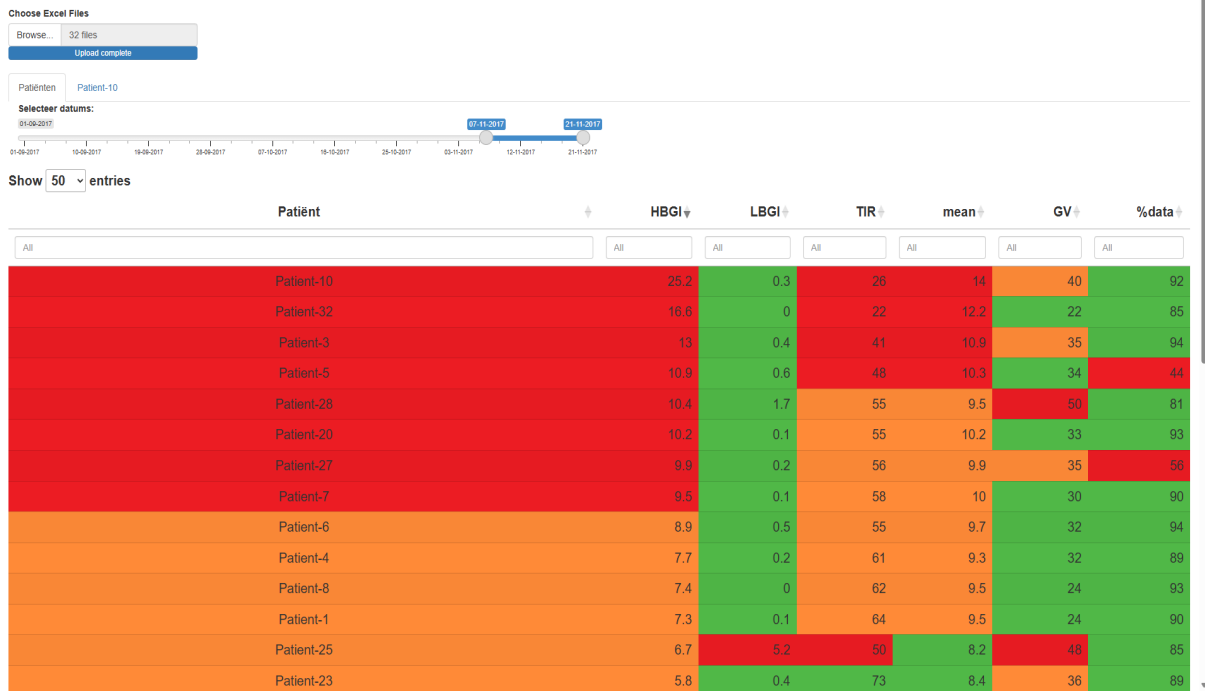 Choose Excel Files
Browse... 32 files
Upload complete
Patiënten Patient-10
Selecteer datums:
01-09-2017 07-11-2017 21-11-2017
01-09-2017 10-09-2017 19-09-2017 28-09-2017 07-10-2017 16-10-2017 25-10-2017 03-11-2017 12-11-2017 21-11-2017
Show 50 entries
Patiënt HBGI LBGI TIR mean GV %data
All All All All All All All
Patient-10 25.2 0.3 26 14 40 92
Patient-32 16.6 0 22 12.2 22 85
Patient-3 13 0.4 41 10.9 35 94
Patient-5 10.9 0.6 48 10.3 34 44
Patient-28 10.4 1.7 55 9.5 50 81
Patient-20 10.2 0.1 55 10.2 33 93
Patient-27 9.9 0.2 56 9.9 35 56
Patient-7 9.5 0.1 58 10 30 90
Patient-6 8.9 0.5 55 9.7 32 94
Patient-4 7.7 0.2 61 9.3 32 89
Patient-8 7.4 0 62 9.5 24 93
Patient-1 7.3 0.1 64 9.5 24 90
Patient-25 6.7 5.2 50 8.2 48 85
Patient-23 5.8 0.4 73 8.4 36 89